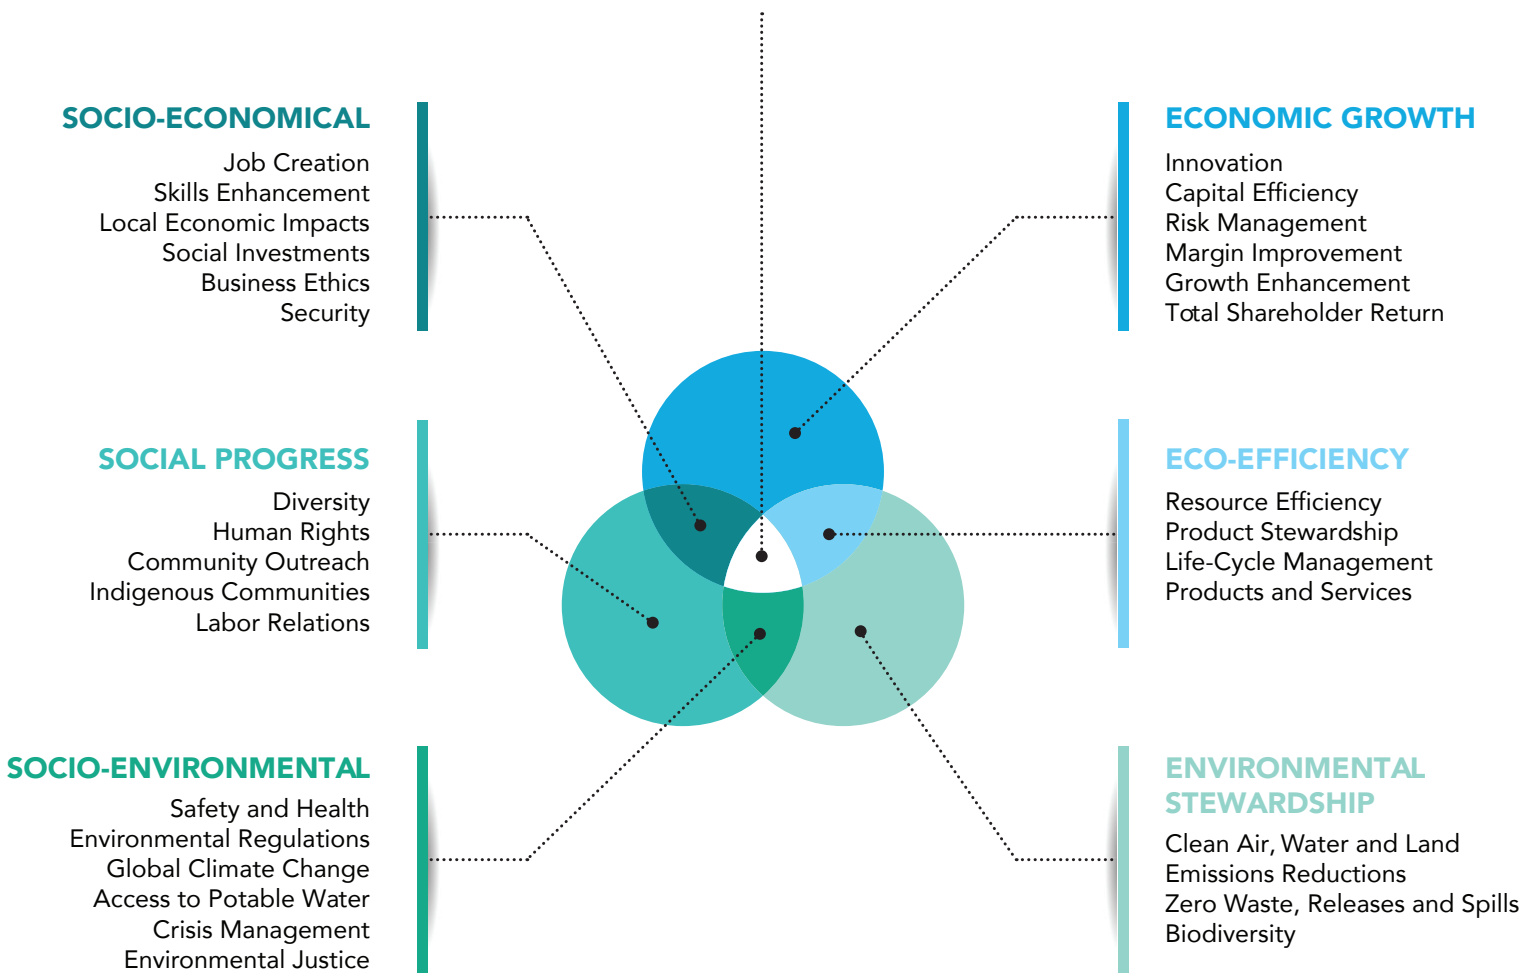 SOCIO-ECONOMICAL
Job Creation
Skills Enhancement
Local Economic Impacts
Social Investments
Business Ethics
Security
SOCIAL PROGRESS
Diversity
Human Rights
Community Outreach
Indigenous Communities
Labor Relations
SOCIO-ENVIRONMENTAL
Safety and Health
Environmental Regulations
Global Climate Change
Access to Potable Water
Crisis Management
Environmental Justice
ECONOMIC GROWTH
Innovation
Capital Efficiency
Risk Management
Margin Improvement
Growth Enhancement
Total Shareholder Return
ECO-EFFICIENCY
Resource Efficiency
Product Stewardship
Life-Cycle Management
Products and Services
ENVIRONMENTAL
STEWARDSHIP
Clean Air, Water and Land
Emissions Reductions
Zero Waste, Releases and Spills
Biodiversity